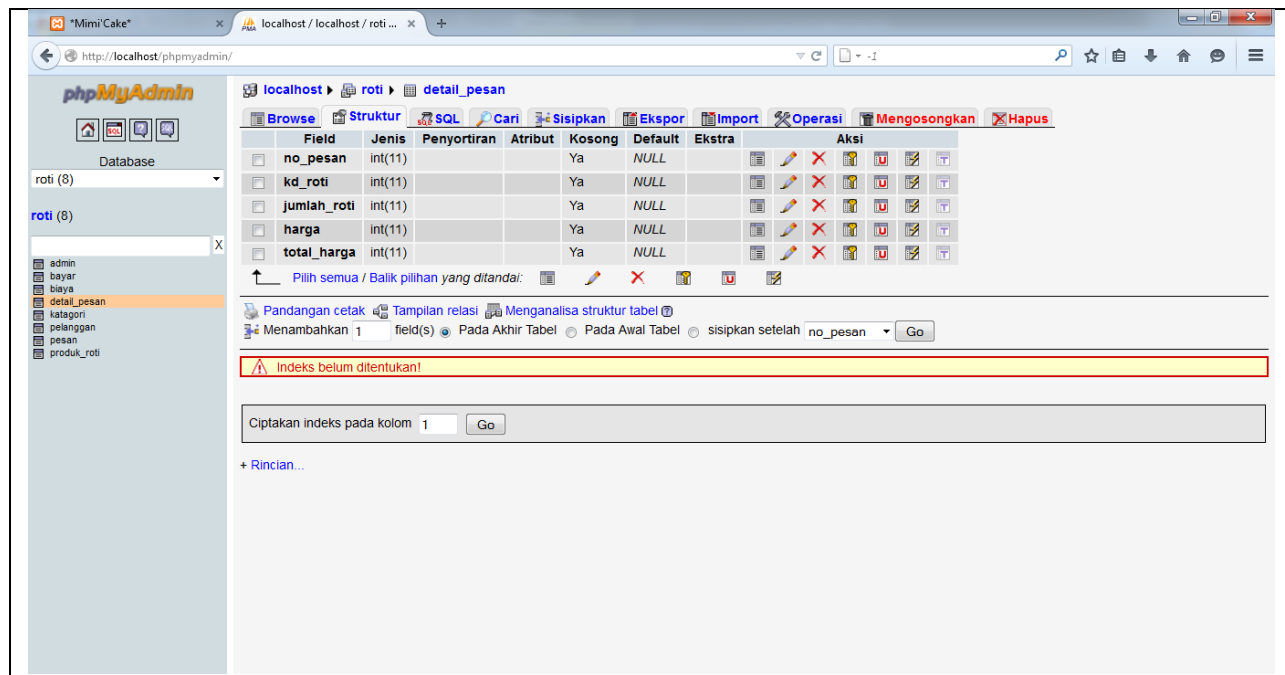 *Mimi'Cake* ×
localhost / localhost / roti ... × +
http://localhost/phpmyadmin/
-1
phpMyAdmin
SQL
Database
roti (8)
roti (8)
X
admin
bayar
biaya
detail_pesan
katagori
pelanggan
pesan
produk_roti
localhost ▸ roti ▸ detail_pesan
Browse Struktur SQL Cari Sisipkan Ekspor Import Operasi Mengosongkan Hapus
Field Jenis Penyortiran Atribut Kosong Default Ekstra Aksi
no_pesan int(11) Ya NULL
kd_roti int(11) Ya NULL
jumlah_roti int(11) Ya NULL
harga int(11) Ya NULL
total_harga int(11) Ya NULL
Pilih semua / Balik pilihan yang ditandai:
Pandangan cetak Tampilan relasi Menganalisa struktur tabel
Menambahkan 1 field(s) Pada Akhir Tabel Pada Awal Tabel sisipkan setelah no_pesan Go
Indeks belum ditentukan!
Ciptakan indeks pada kolom 1 Go
+ Rincian...